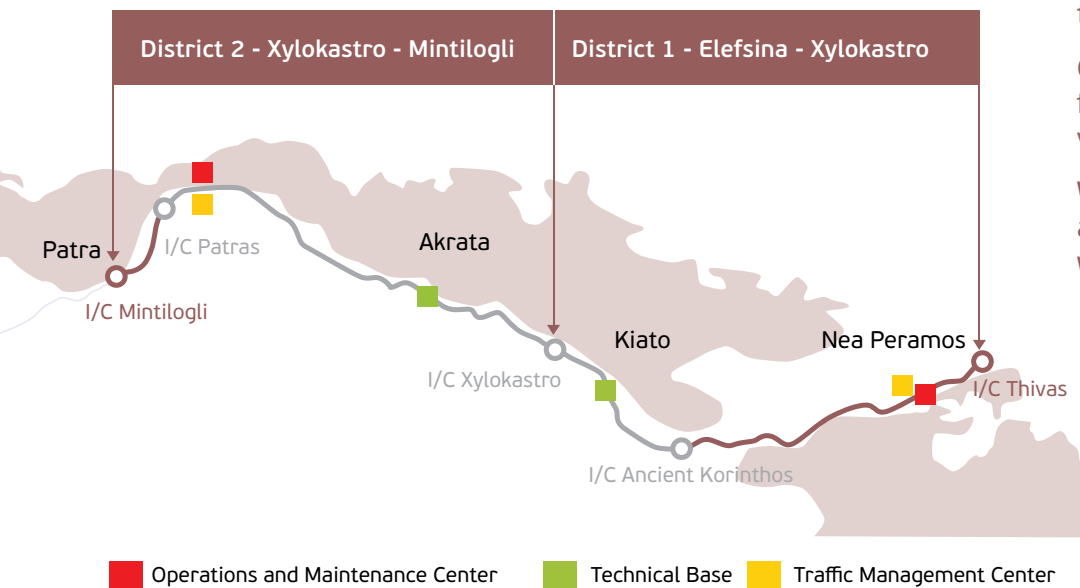 District 2 - Xylokastro - Mintilogli
District 1 - Elefsina - Xylokastro
Patra
I/C Patras
Akrata
I/C Mintilogli
Kiato
Nea Peramos
I/C Xylokastro
I/C Thivas
I/C Ancient Korinthos
Operations and Maintenance Center
Technical Base
Traffic Management Center